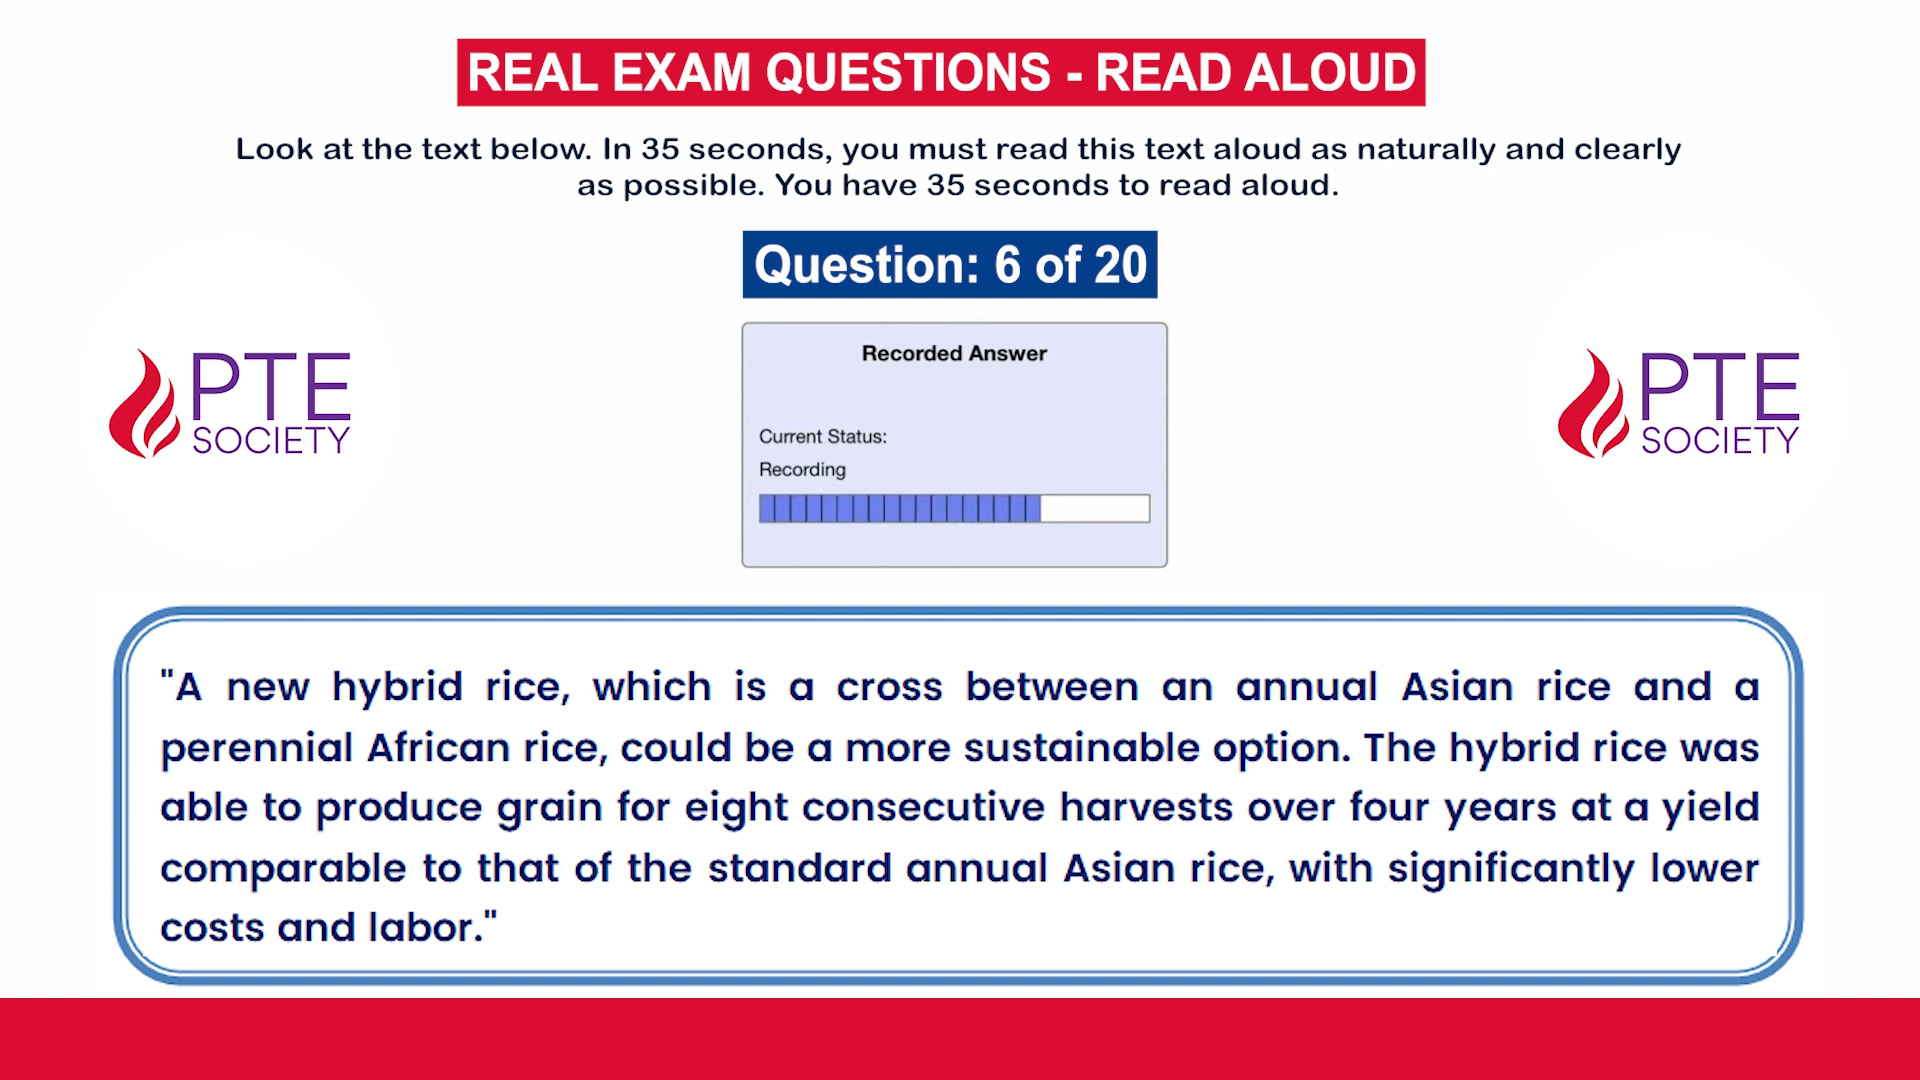 REAL EXAM QUESTIONS - READ ALOUD
Look at the text below. In 35 seconds, you must read this text aloud as naturally and clearly
as possible. You have 35 seconds to read aloud.
Question: 6 of 20
Recorded Answer
Current Status:
Recording
PTE
SOCIETY
PTE
SOCIETY
"A new hybrid rice, which is a cross between an annual Asian rice and a
perennial African rice, could be a more sustainable option. The hybrid rice was
able to produce grain for eight consecutive harvests over four years at a yield
comparable to that of the standard annual Asian rice, with significantly lower
costs and labor."